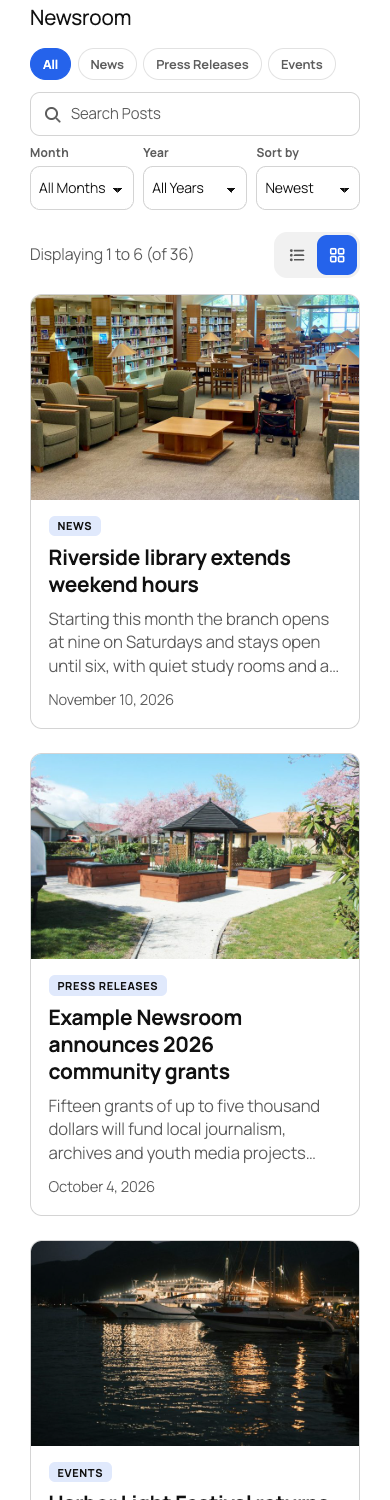 Newsroom
All News Press Releases Events
Search Posts
Month Year Sort by
All Months All Years Newest
Displaying 1 to 6 (of 36)
NEWS
Riverside library extends
weekend hours
Starting this month the branch opens
at nine on Saturdays and stays open
until six, with quiet study rooms and a...
November 10, 2026
PRESS RELEASES
Example Newsroom
announces 2026
community grants
Fifteen grants of up to five thousand
dollars will fund local journalism,
archives and youth media projects...
October 4, 2026
EVENTS
Harbor Light Festival returns